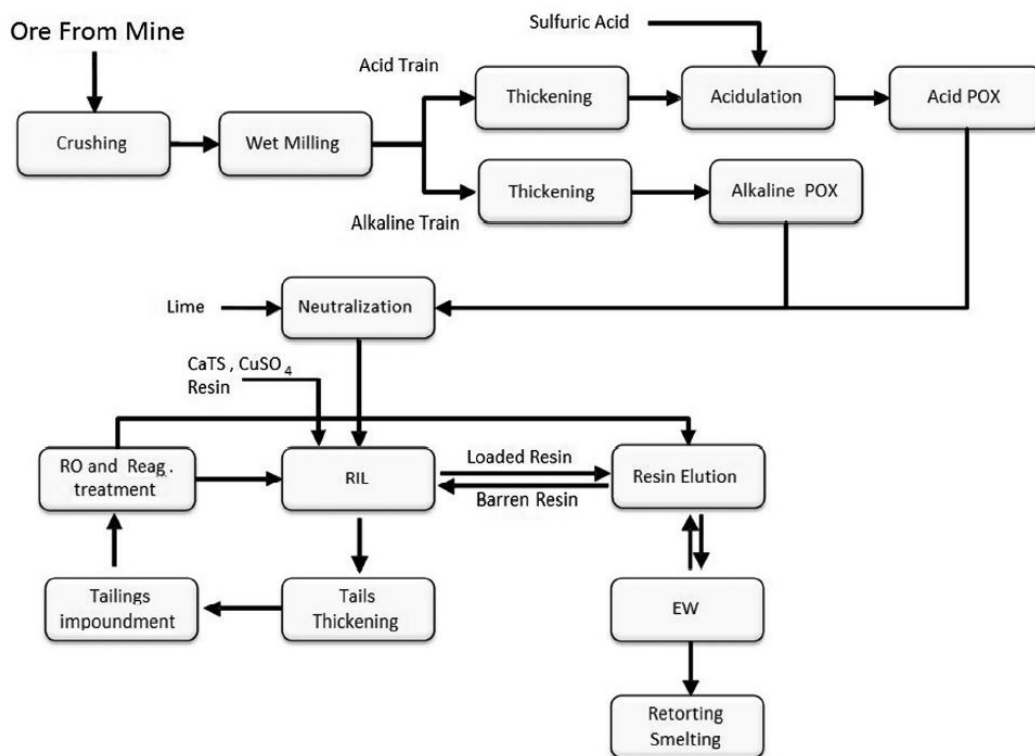 Ore From Mine
Sulfuric Acid
Acid Train
Thickening
Acidulation
Acid POX
Crushing
Wet Milling
Thickening
Alkaline POX
Alkaline Train
Lime
Neutralization
CaTS , CuSO4
Resin
RO and Reag .
treatment
RIL
Loaded Resin
Barren Resin
Resin Elution
Tailings
impoundment
Tails
Thickening
EW
Retorting
Smelting